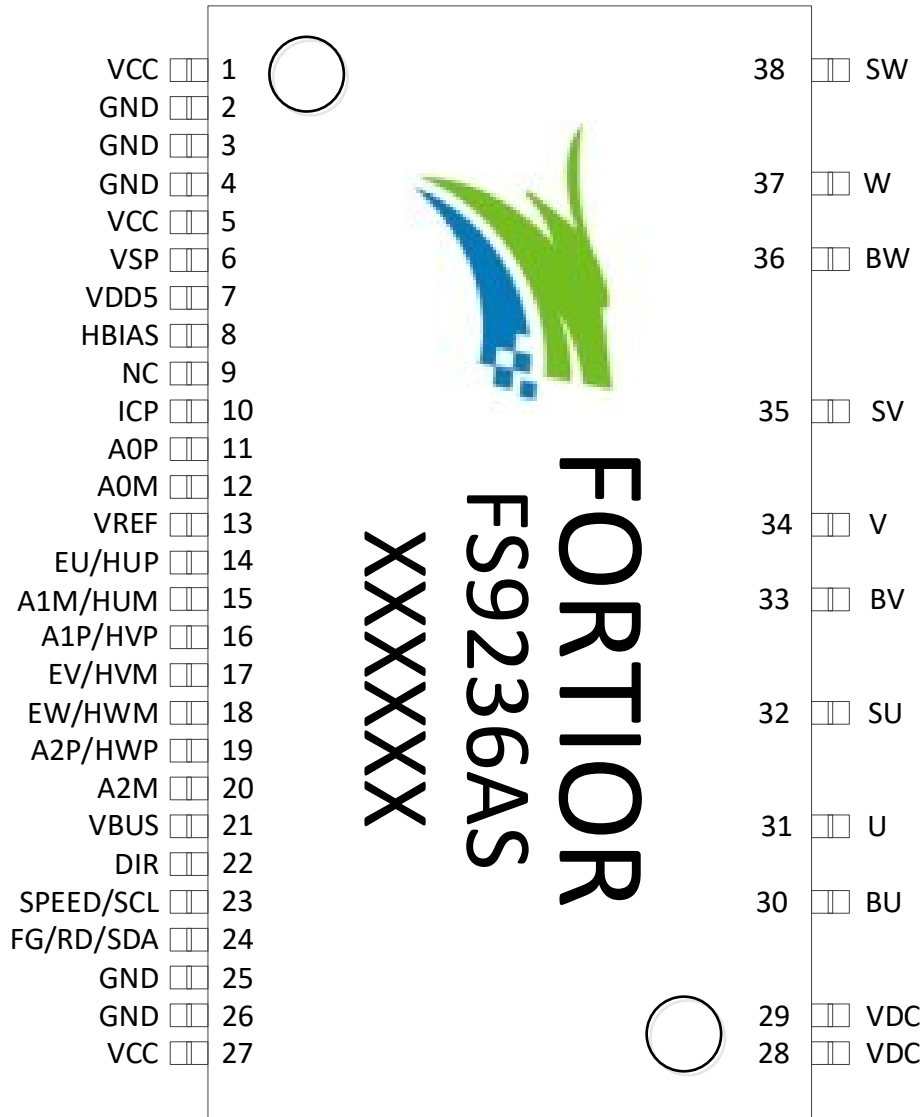 VCC 1
GND 2
GND 3
GND 4
VCC 5
VSP 6
VDD5 7
HBIAS 8
NC 9
ICP 10
A0P 11
A0M 12
VREF 13
EU/HUP 14
A1M/HUM 15
A1P/HVP 16
EV/HVM 17
EW/HWM 18
A2P/HWP 19
A2M 20
VBUS 21
DIR 22
SPEED/SCL 23
FG/RD/SDA 24
GND 25
GND 26
VCC 27
FORTIOR
FS9236AS
XXXXXX
38 SW
37 W
36 BW
35 SV
34 V
33 BV
32 SU
31 U
30 BU
29 VDC
28 VDC